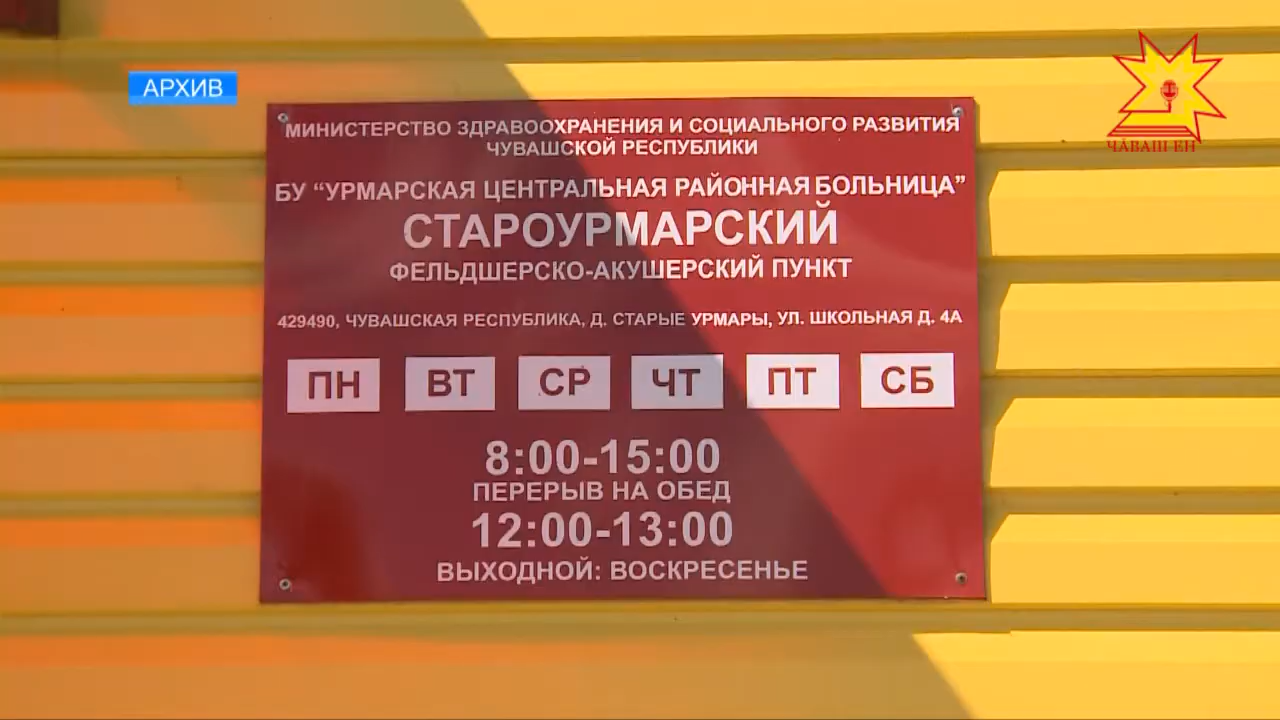 АРХИВ
ЧӐВАШ ЕН
МИНИСТЕРСТВО ЗДРАВООХРАНЕНИЯ И СОЦИАЛЬНОГО РАЗВИТИЯ
ЧУВАШСКОЙ РЕСПУБЛИКИ
БУ “УРМАРСКАЯ ЦЕНТРАЛЬНАЯ РАЙОННАЯ БОЛЬНИЦА”
СТАРОУРМАРСКИЙ
ФЕЛЬДШЕРСКО-АКУШЕРСКИЙ ПУНКТ
429490, ЧУВАШСКАЯ РЕСПУБЛИКА, Д. СТАРЫЕ УРМАРЫ, УЛ. ШКОЛЬНАЯ Д. 4А
ПН ВТ СР ЧТ ПТ СБ
8:00-15:00
ПЕРЕРЫВ НА ОБЕД
12:00-13:00
ВЫХОДНОЙ: ВОСКРЕСЕНЬЕ